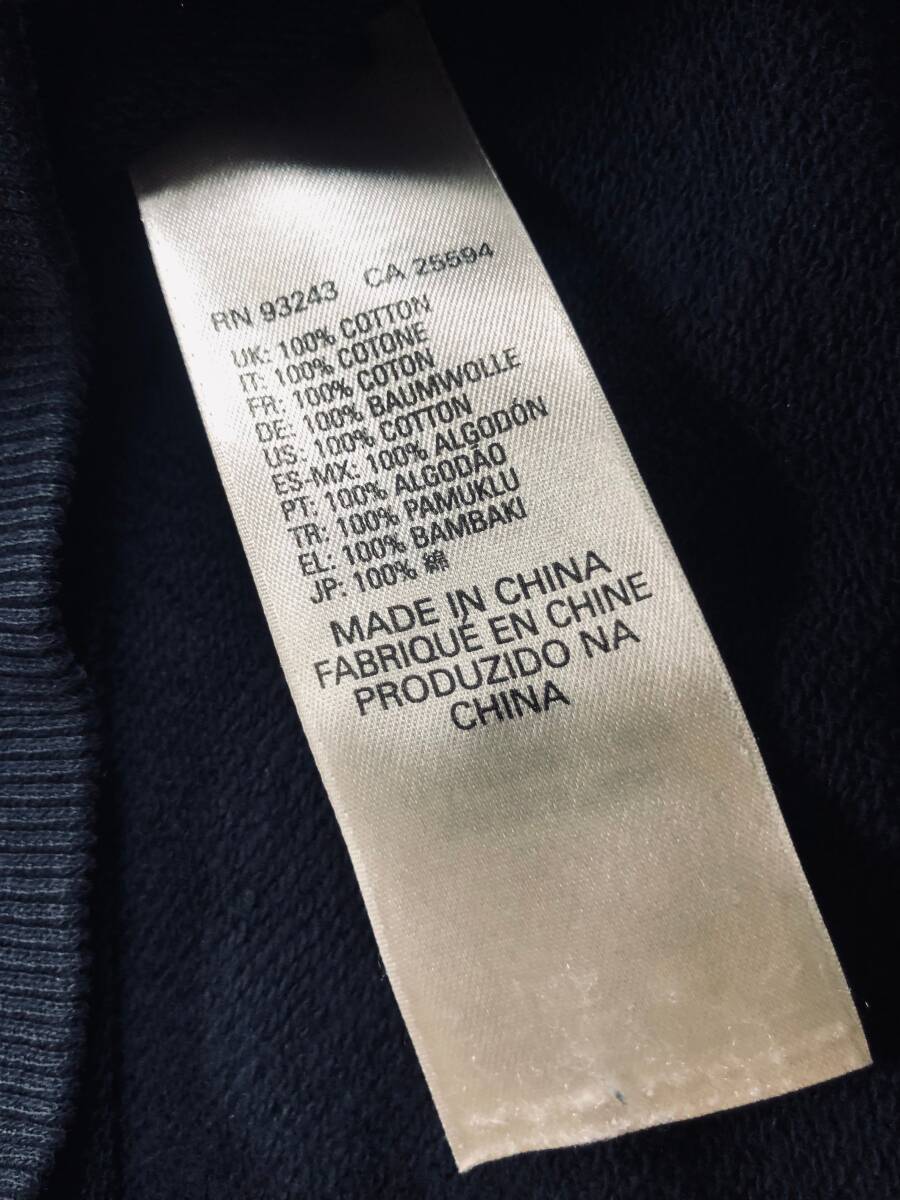 RN 93243 CA 25594
UK: 100% COTTON
IT: 100% COTONE
FR: 100% COTON
DE: 100% BAUMWOLLE
US: 100% COTTON
ES-MX: 100% ALGODÓN
PT: 100% ALGODÃO
TR: 100% PAMUKLU
EL: 100% BAMBAKI
JP: 100% 綿
MADE IN CHINA
FABRIQUÉ EN CHINE
PRODUZIDO NA
CHINA